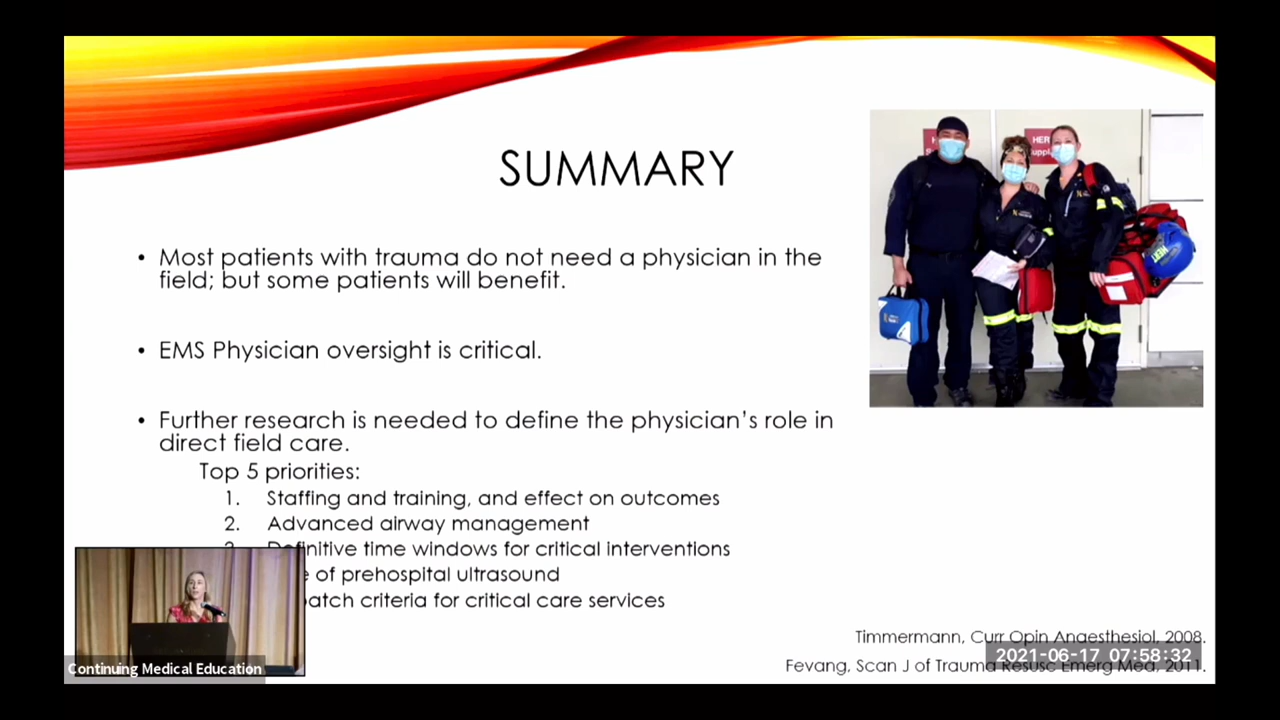 SUMMARY
• Most patients with trauma do not need a physician in the
field; but some patients will benefit.
• EMS Physician oversight is critical.
• Further research is needed to define the physician's role in
direct field care.
Top 5 priorities:
1. Staffing and training, and effect on outcomes
2. Advanced airway management
time windows for critical interventions
of prehospital ultrasound
criteria for critical care services
Timmermann, Curr Opin Anaesthesiol, 2008.
Fevang, Scan J of Trauma Resusc Emerg Med, 2011.
2021-06-17 07:58:32
Continuing Medical Education
HERT